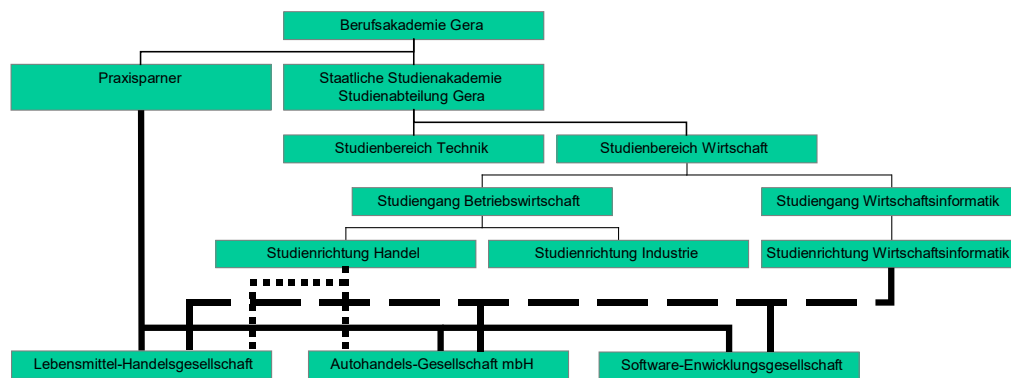 Berufsakademie Gera
Praxisparner
Staatliche Studienakademie
Studienabteilung Gera
Studienbereich Technik
Studienbereich Wirtschaft
Studiengang Betriebswirtschaft
Studiengang Wirtschaftsinformatik
Studienrichtung Handel
Studienrichtung Industrie
Studienrichtung Wirtschaftsinformatik
Lebensmittel-Handelsgesellschaft
Autohandels-Gesellschaft mbH
Software-Enwicklungsgesellschaft